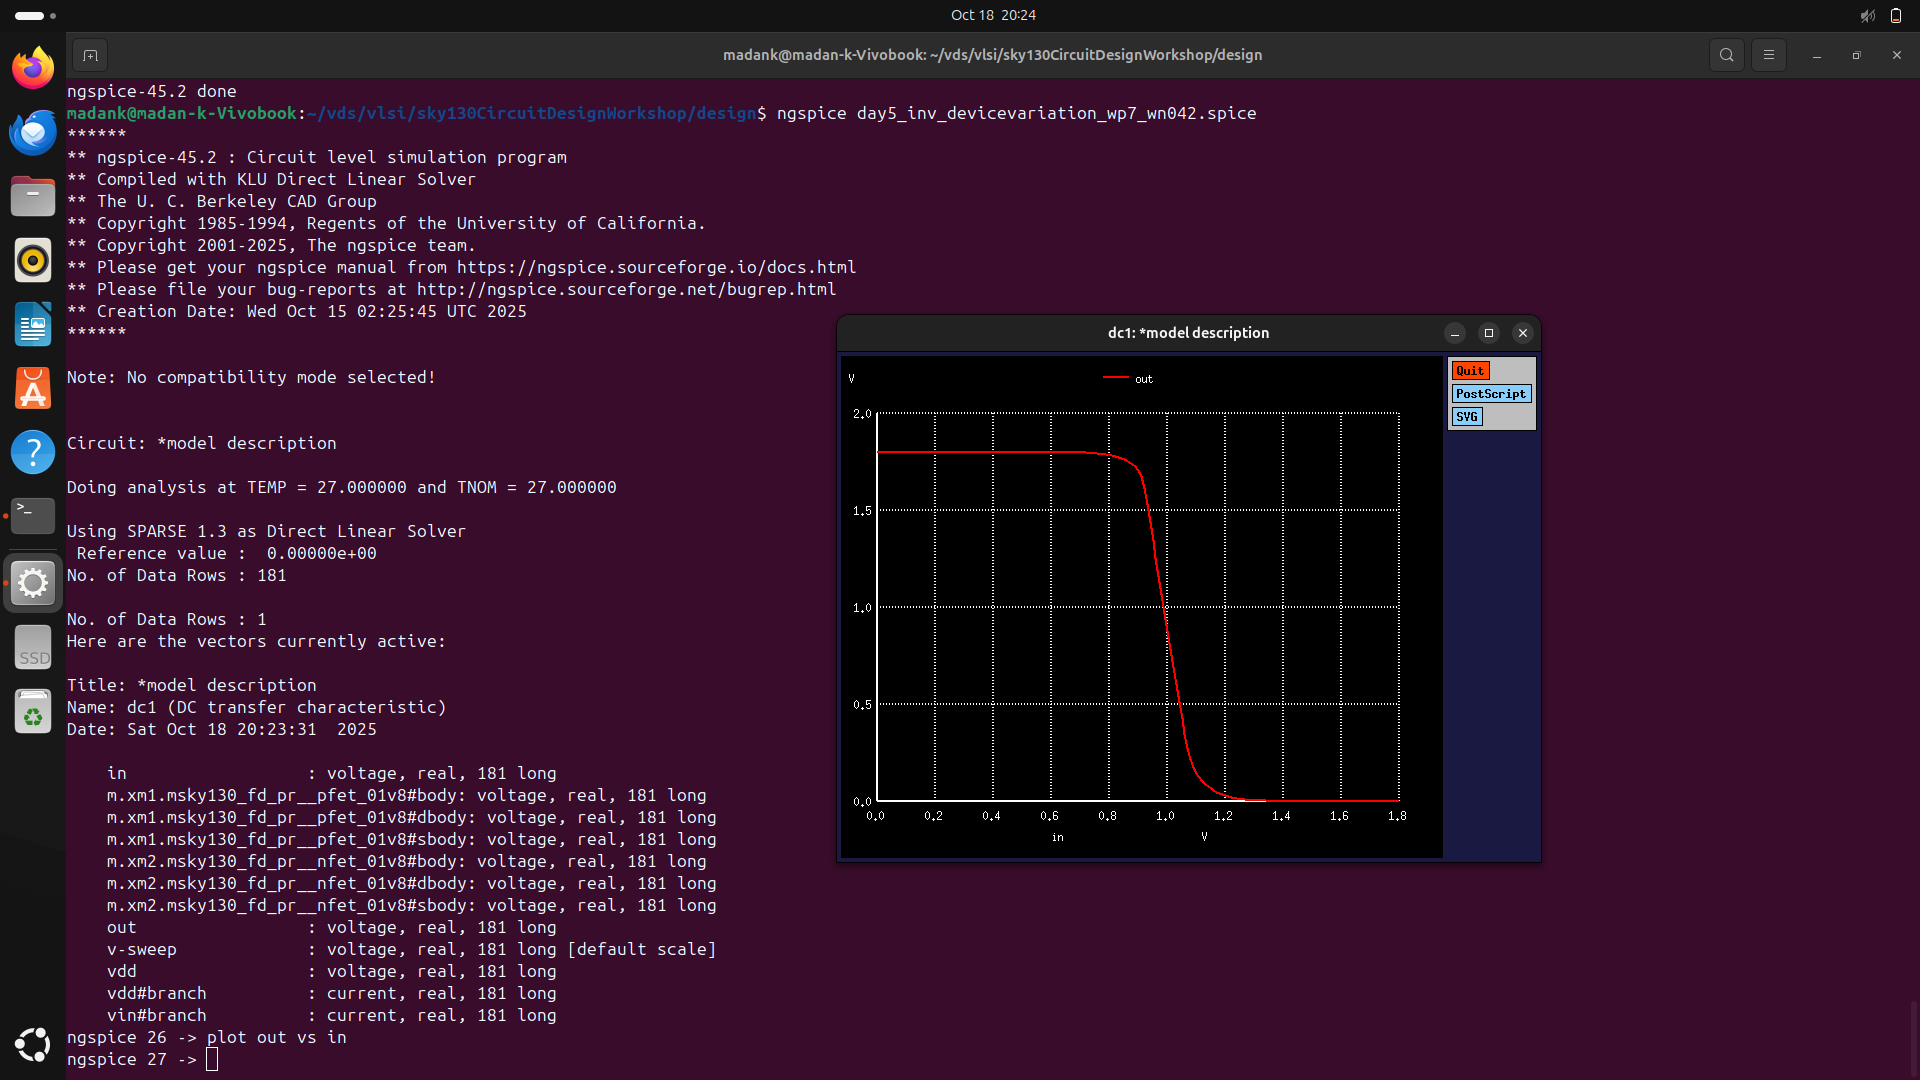 Oct 18 20:24
madank@madan-k-Vivobook: ~/vds/vlsi/sky130CircuitDesignWorkshop/design
ngspice-45.2 done
madank@madan-k-Vivobook:~/vds/vlsi/sky130CircuitDesignWorkshop/design$ ngspice day5_inv_devicevariation_wp7_wn042.spice
******
** ngspice-45.2 : Circuit level simulation program
** Compiled with KLU Direct Linear Solver
** The U. C. Berkeley CAD Group
** Copyright 1985-1994, Regents of the University of California.
** Copyright 2001-2025, The ngspice team.
** Please get your ngspice manual from https://ngspice.sourceforge.io/docs.html
** Please file your bug-reports at http://ngspice.sourceforge.net/bugrep.html
** Creation Date: Wed Oct 15 02:25:45 UTC 2025
******
Note: No compatibility mode selected!
Circuit: *model description
Doing analysis at TEMP = 27.000000 and TNOM = 27.000000
Using SPARSE 1.3 as Direct Linear Solver
Reference value :  0.00000e+00
No. of Data Rows : 181
No. of Data Rows : 1
Here are the vectors currently active:
Title: *model description
Name: dc1 (DC transfer characteristic)
Date: Sat Oct 18 20:23:31  2025
in : voltage, real, 181 long
m.xm1.msky130_fd_pr__pfet_01v8#body: voltage, real, 181 long
m.xm1.msky130_fd_pr__pfet_01v8#dbody: voltage, real, 181 long
m.xm1.msky130_fd_pr__pfet_01v8#sbody: voltage, real, 181 long
m.xm2.msky130_fd_pr__nfet_01v8#body: voltage, real, 181 long
m.xm2.msky130_fd_pr__nfet_01v8#dbody: voltage, real, 181 long
m.xm2.msky130_fd_pr__nfet_01v8#sbody: voltage, real, 181 long
out : voltage, real, 181 long
v-sweep : voltage, real, 181 long [default scale]
vdd : voltage, real, 181 long
vdd#branch : current, real, 181 long
vin#branch : current, real, 181 long
ngspice 26 -> plot out vs in
ngspice 27 ->
dc1: *model description
Quit
PostScript
SVG
V
out
2.0
1.5
1.0
0.5
0.0
0.0 0.2 0.4 0.6 0.8 1.0 1.2 1.4 1.6 1.8
in V
SSD